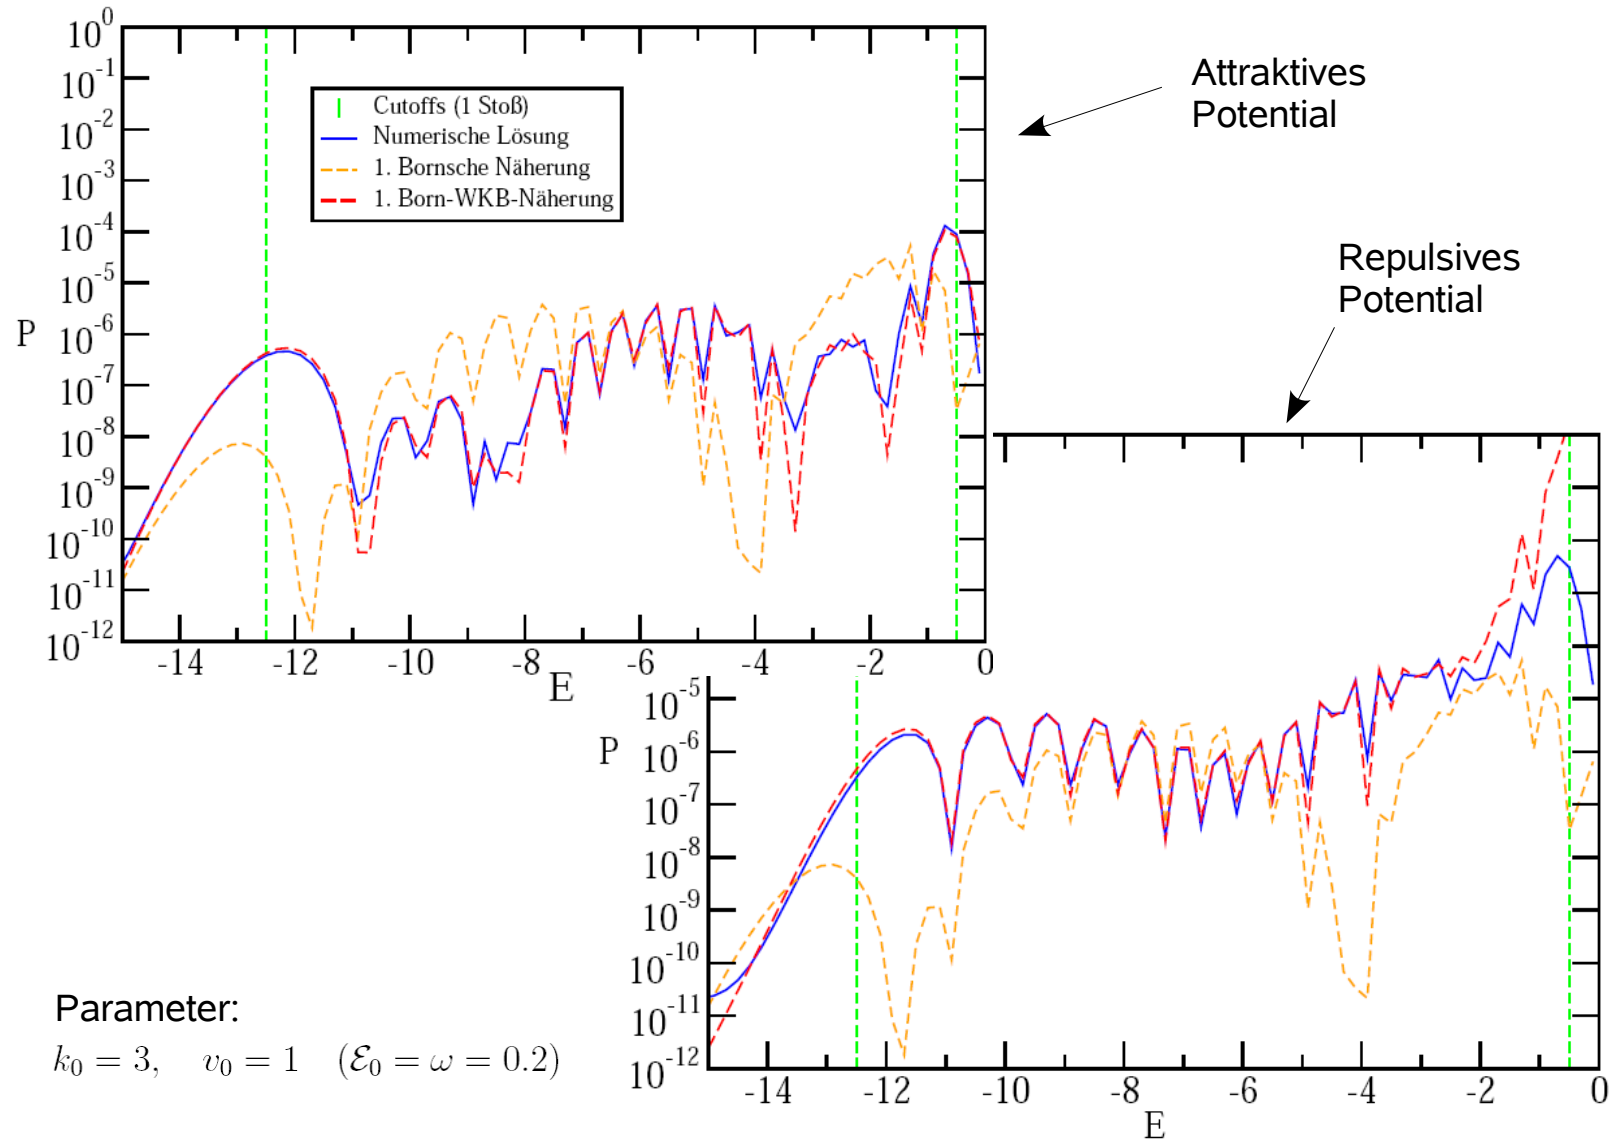 10^0
10^-1
10^-2
10^-3
10^-4
10^-5
10^-6
10^-7
10^-8
10^-9
10^-10
10^-11
10^-12
P
Cutoffs (1 Stoß)
Numerische Lösung
1. Bornsche Näherung
1. Born-WKB-Näherung
-14 -12 -10 -8 -6 -4 -2 0
E
Attraktives
Potential
Repulsives
Potential
10^-5
10^-6
10^-7
10^-8
10^-9
10^-10
10^-11
10^-12
P
-14 -12 -10 -8 -6 -4 -2 0
E
Parameter:
k₀ = 3, v₀ = 1 (ℰ₀ = ω = 0.2)